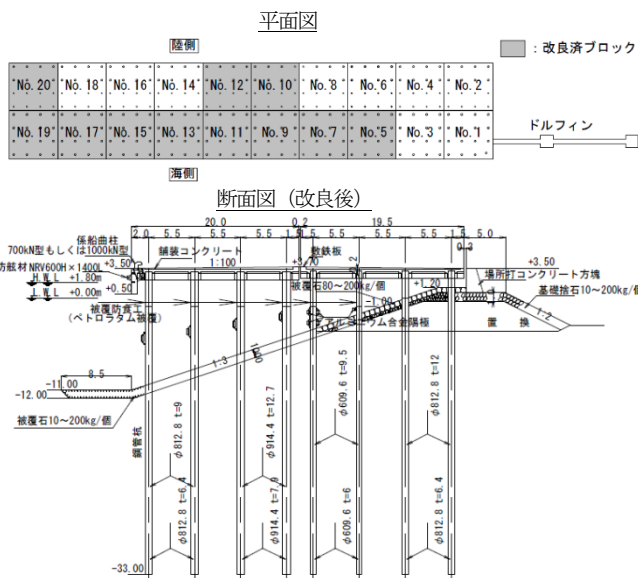 平面図
陸側
：改良済ブロック
No. 20 No. 18 No. 16 No. 14 No. 12 No. 10 No. 8 No. 6 No. 4 No. 2
No. 19 No. 17 No. 15 No. 13 No. 11 No. 9 No. 7 No. 5 No. 3 No. 1
ドルフィン
海側
断面図（改良後）
20.0 0.2 19.5
2.0 5.5 5.5 5.5 1.5 5.5 5.5 5.5 1.5 5.0
0.3
係船曲柱
700kN型もしくは1000kN型
舗装コンクリート
敷鉄板
+3.50
1:100
+3.70
+3.50
防舷材 NRV600H×1400L
H.W.L +1.80m
L.W.L +0.00m
+0.50
被覆石80〜200kg/個
+1.20
場所打コンクリート方塊
基礎捨石10〜200kg/個
-1.00
1:2
被覆防食工
（ペトロラタム被覆）
アルミニウム合金陽極
置換
1:3
8.5
-11.00
-12.00
被覆石10〜200kg/個
鋼管杭
φ812.8 t=9
φ914.4 t=12.7
φ609.6 t=9.5
φ812.8 t=12
φ812.8 t=6.4
φ914.4 t=7.9
φ609.6 t=6
φ812.8 t=6.4
-33.00